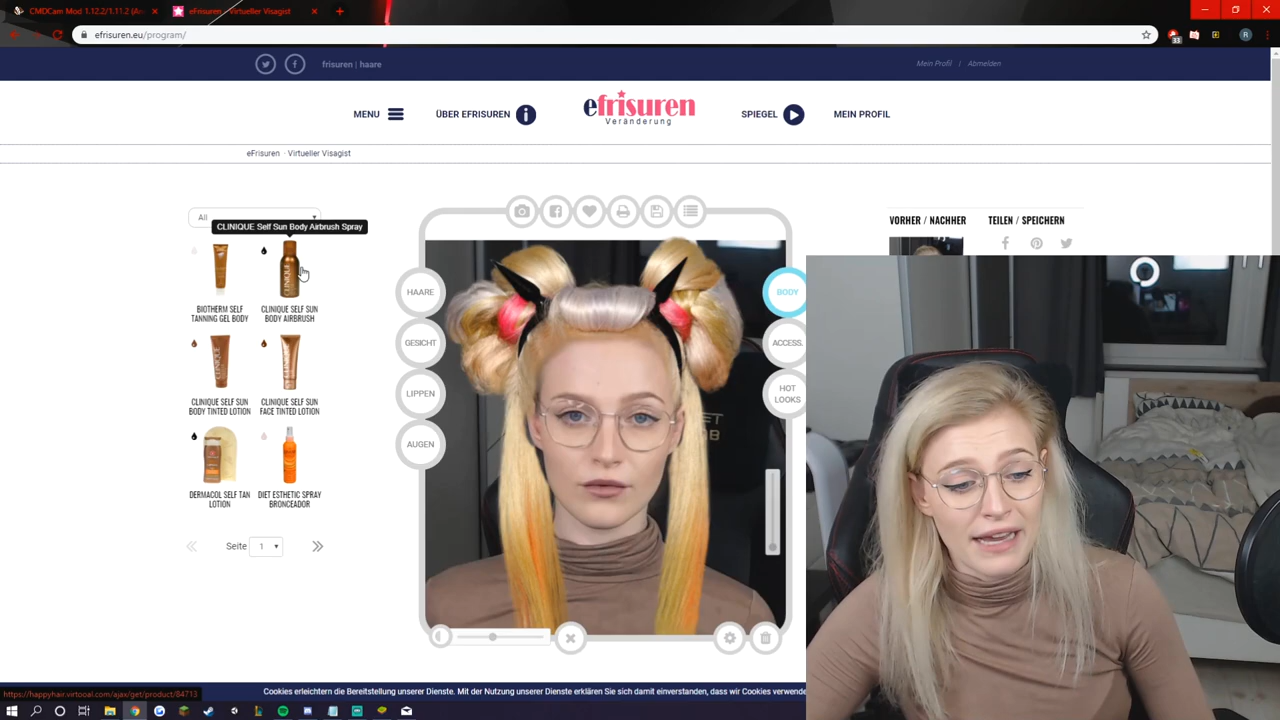 CMDCam Mod 1.12.2/1.11.2
eFrisuren - Virtueller Visagist
efrisuren.eu/program/
frisuren | haare
Mein Profil / Abmelden
MENU
ÜBER EFRISUREN
efrisuren
Veränderung
SPIEGEL
MEIN PROFIL
eFrisuren · Virtueller Visagist
All
CLINIQUE Self Sun Body Airbrush Spray
BIOTHERM SELF
TANNING GEL BODY
CLINIQUE SELF SUN
BODY AIRBRUSH
CLINIQUE SELF SUN
BODY TINTED LOTION
CLINIQUE SELF SUN
FACE TINTED LOTION
DERMACOL SELF TAN
LOTION
DIET ESTHETIC SPRAY
BRONCEADOR
Seite 1
HAARE
GESICHT
LIPPEN
AUGEN
BODY
ACCESS.
HOT
LOOKS
VORHER / NACHHER
TEILEN / SPEICHERN
https://happyhair.virtooal.com/ajax/get/product/84713
Cookies erleichtern die Bereitstellung unserer Dienste. Mit der Nutzung unserer Dienste erklären Sie sich damit einverstanden, dass wir Cookies verwende